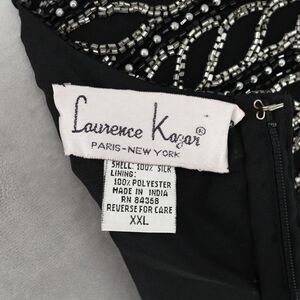 Laurence Kazar®
PARIS-NEW YORK
SHELL: 100% SILK
LINING:
100% POLYESTER
MADE IN INDIA
RN 84368
REVERSE FOR CARE
XXL